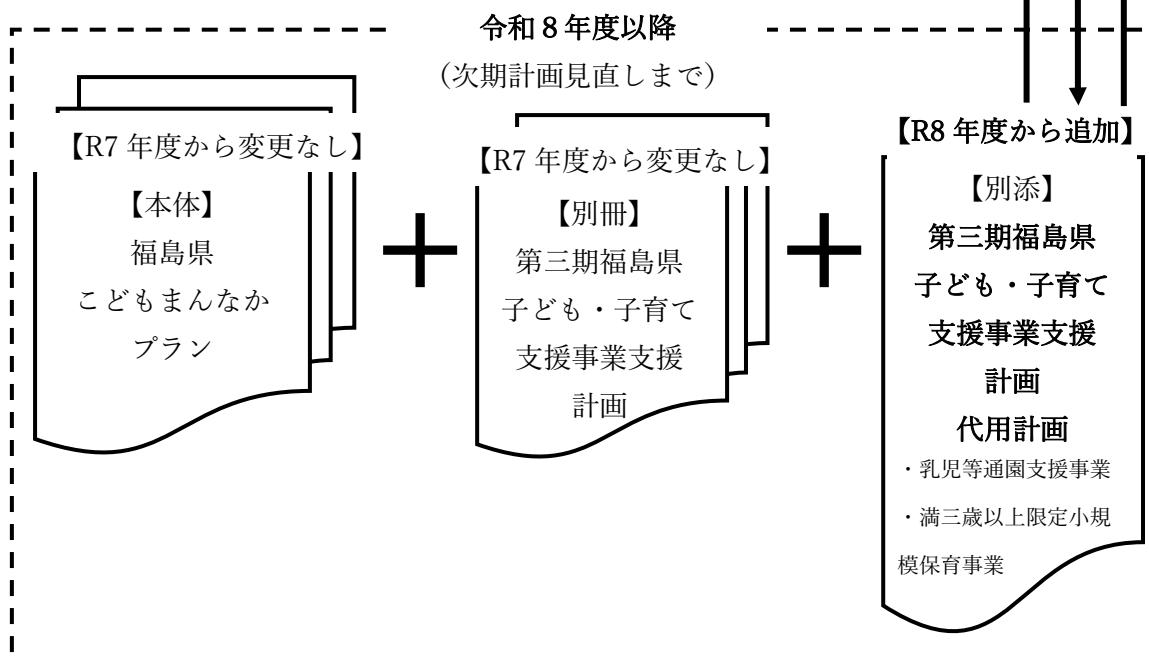 令和８年度以降
（次期計画見直しまで）
【R7 年度から変更なし】
【本体】
福島県
こどもまんなか
プラン
＋
【R7 年度から変更なし】
【別冊】
第三期福島県
子ども・子育て
支援事業支援
計画
＋
【R8 年度から追加】
【別添】
第三期福島県
子ども・子育て
支援事業支援
計画
代用計画
・乳児等通園支援事業
・満三歳以上限定小規
模保育事業